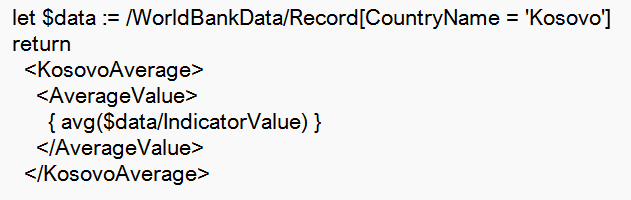 let $data := /WorldBankData/Record[CountryName = 'Kosovo']
return
<KosovoAverage>
<AverageValue>
{ avg($data/IndicatorValue) }
</AverageValue>
</KosovoAverage>